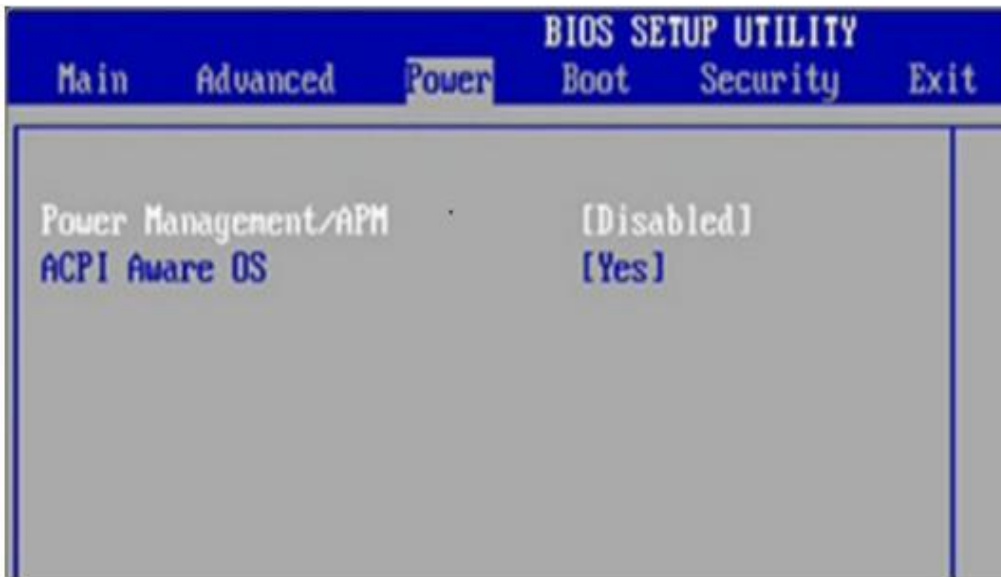 BIOS SETUP UTILITY
Main Advanced Power Boot Security Exit
Power Management/APM [Disabled]
ACPI Aware OS [Yes]